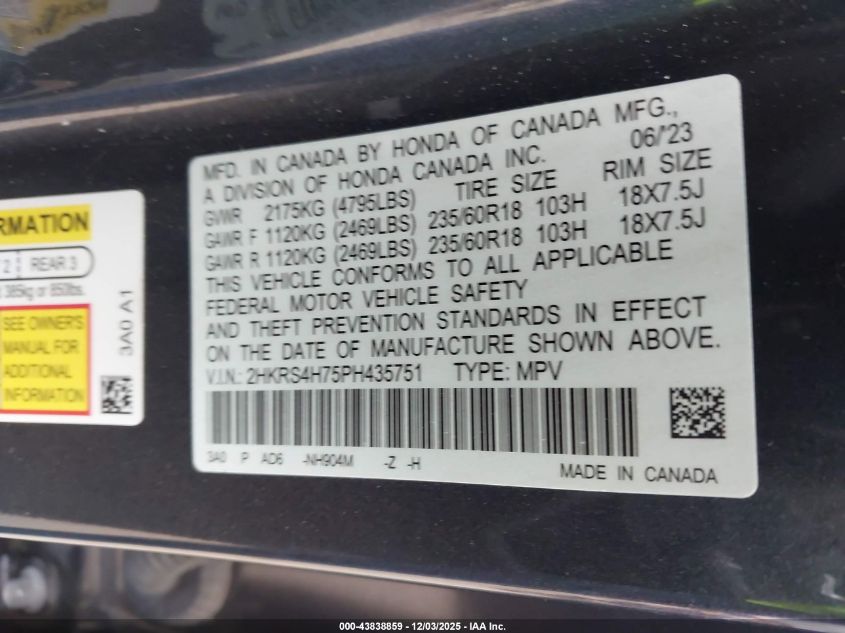 MFD. IN CANADA BY HONDA OF CANADA MFG.,
A DIVISION OF HONDA CANADA INC. 06/'23
GVWR 2175KG (4795LBS) TIRE SIZE RIM SIZE
GAWR F 1120KG (2469LBS) 235/60R18 103H 18X7.5J
GAWR R 1120KG (2469LBS) 235/60R18 103H 18X7.5J
THIS VEHICLE CONFORMS TO ALL APPLICABLE
FEDERAL MOTOR VEHICLE SAFETY
AND THEFT PREVENTION STANDARDS IN EFFECT
ON THE DATE OF MANUFACTURE SHOWN ABOVE.
V.I.N.: 2HKRS4H75PH435751 TYPE: MPV
3A0 P AD6 -NH904M -Z -H
MADE IN CANADA
RMATION
2 REAR 3
385kg or 850lbs.
SEE OWNER'S
MANUAL FOR
ADDITIONAL
INFORMATION
3A0 A1
000-43838859 - 12/03/2025 - IAA Inc.